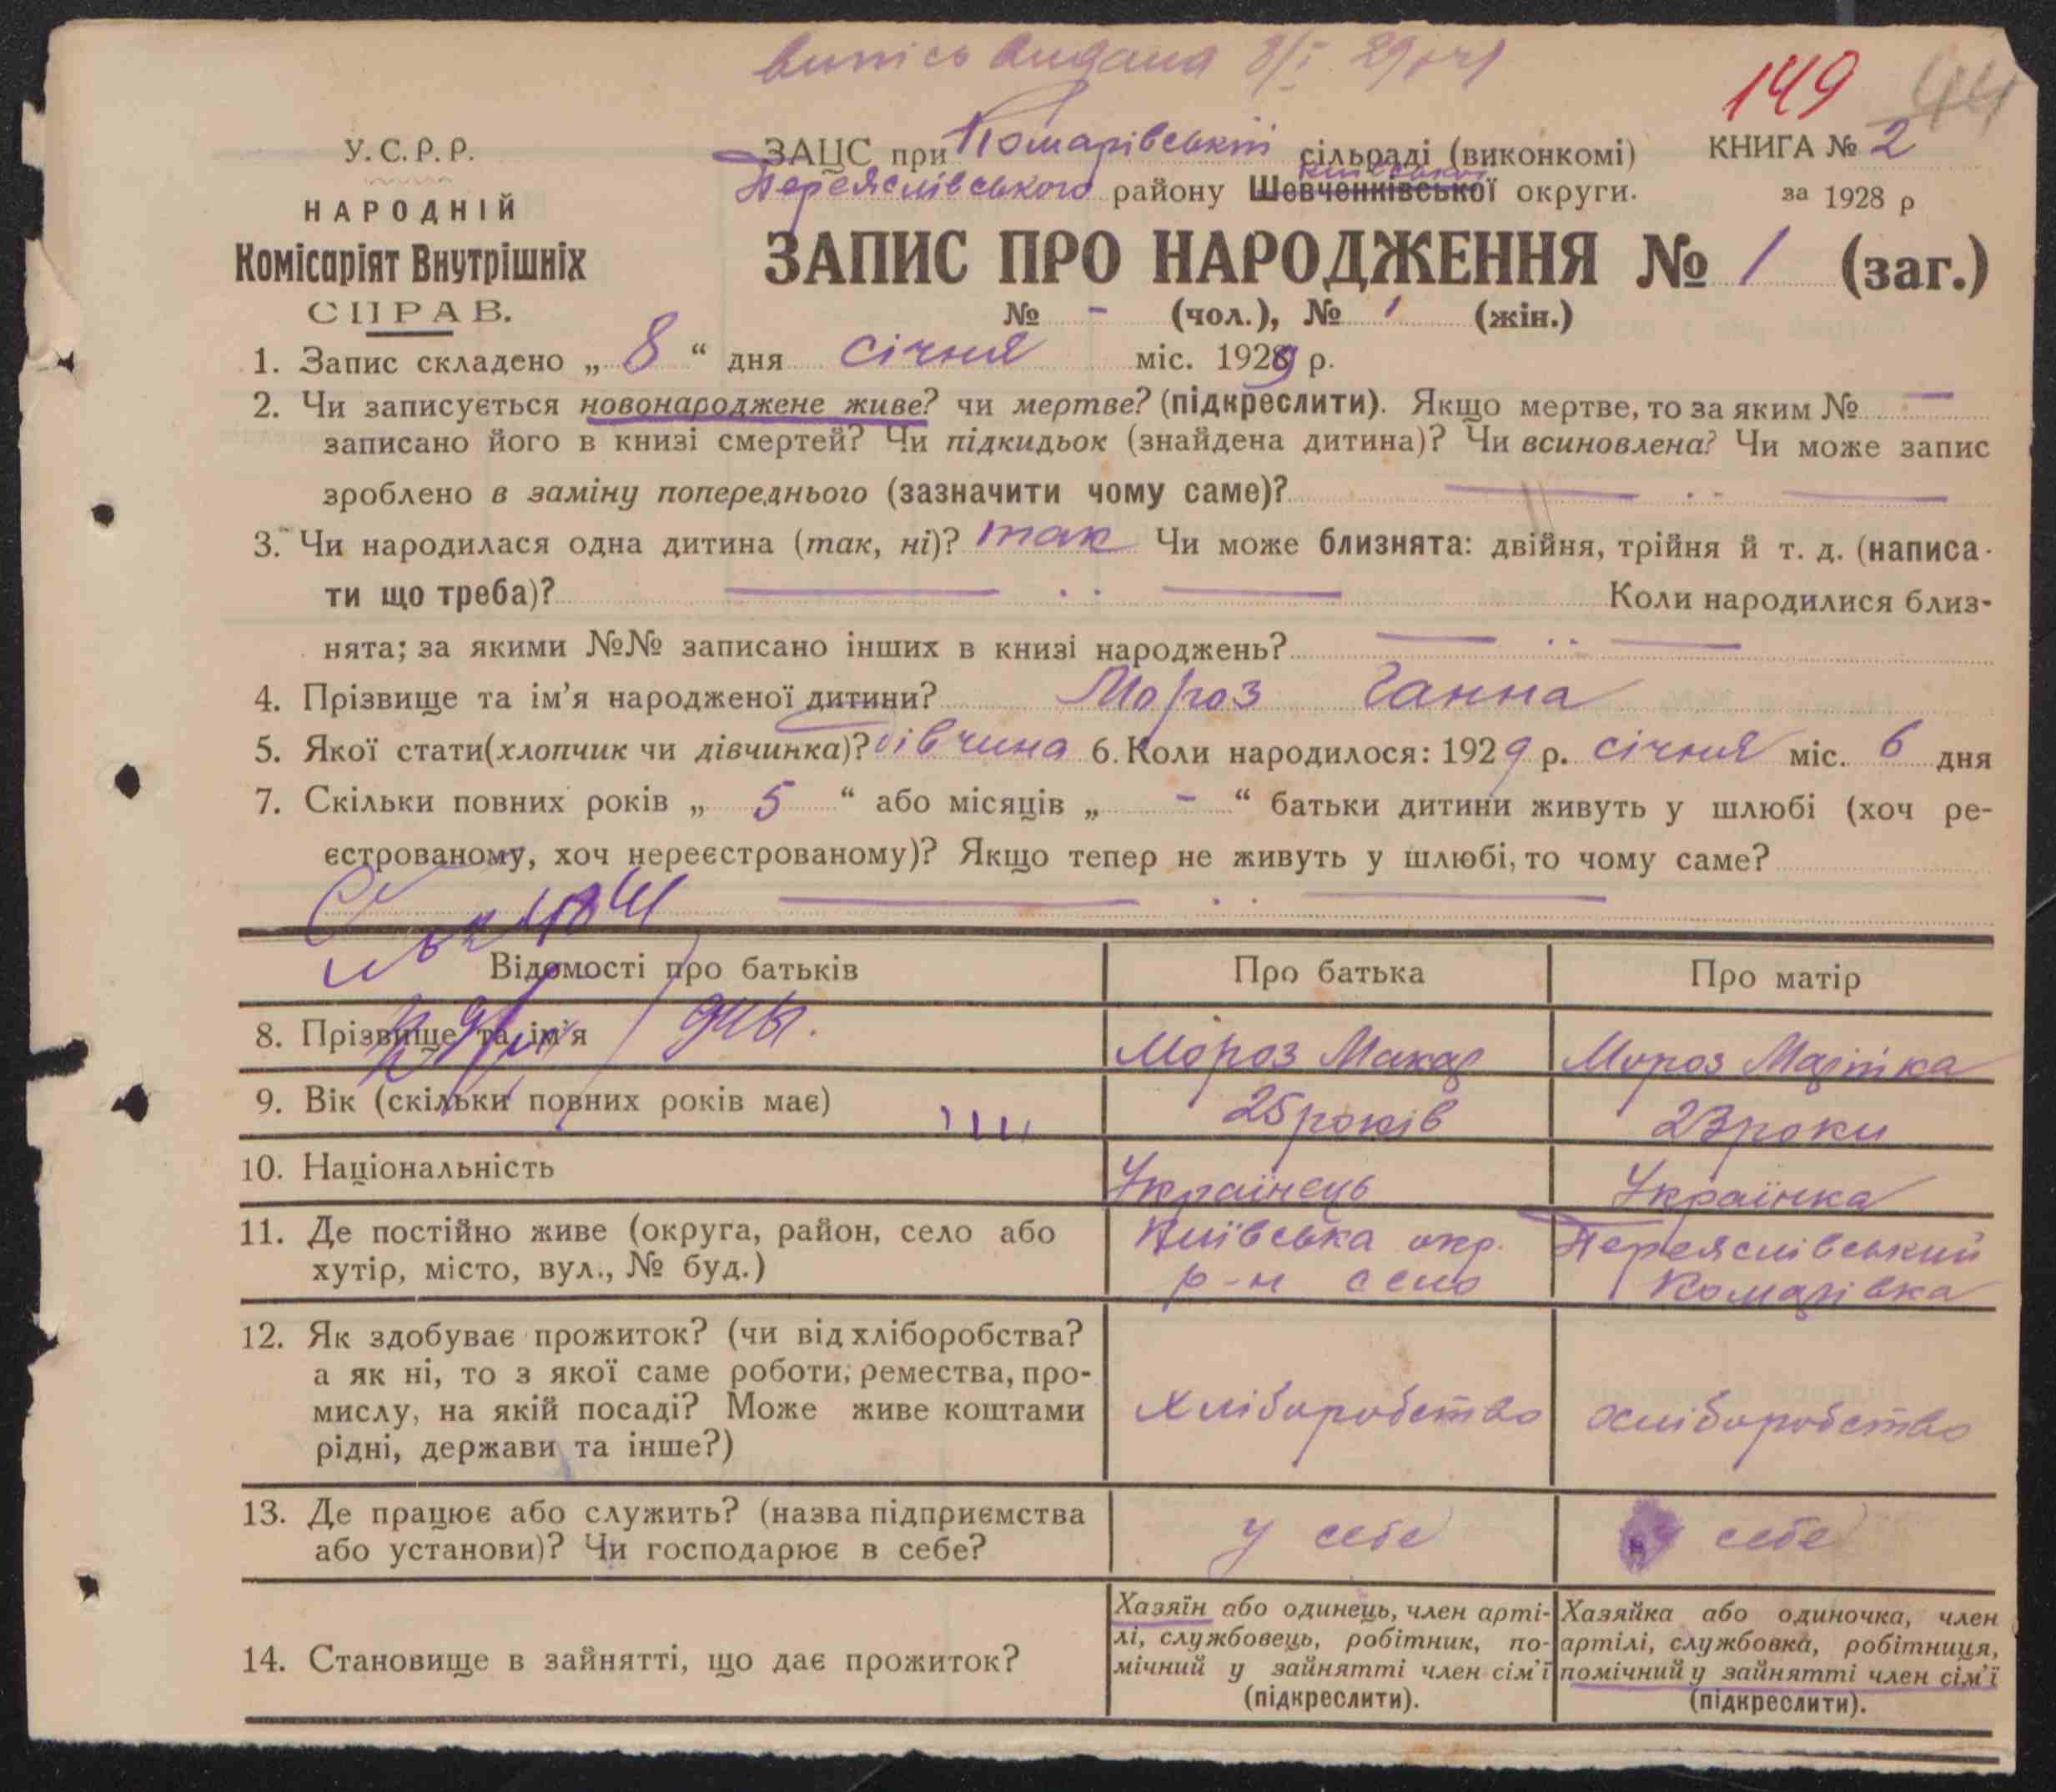 випись видана 8/I 29
149 44
У.С.Р.Р.
НАРОДНІЙ
Комісаріят Внутрішніх
СПРАВ.
ЗАЦС при Комарівській сільраді (виконкомі)
Переяслівського району Шевченківської Київської округи.
КНИГА № 2
за 1928 р
ЗАПИС ПРО НАРОДЖЕННЯ № 1 (заг.)
№ - (чол.), № 1 (жін.)
1. Запис складено „ 8 “ дня січня міс. 1929 р.
2. Чи записується новонароджене живе? чи мертве? (підкреслити). Якщо мертве, то за яким № —
записано його в книзі смертей? Чи підкидьок (знайдена дитина)? Чи всиновлена? Чи може запис
зроблено в заміну попереднього (зазначити чому саме)? — .. —
3. Чи народилася одна дитина (так, ні)? так Чи може близнята: двійня, трійня й т. д. (написа-
ти що треба)? — .. — Коли народилися близ-
нята; за якими №№ записано інших в книзі народжень? — .. —
4. Прізвище та ім’я народженої дитини? Мороз Ганна
5. Якої стати (хлопчик чи дівчинка)? дівчина 6. Коли народилося: 1929 р. січня міс. 6 дня
7. Скільки повних років „ 5 “ або місяців „ - “ батьки дитини живуть у шлюбі (хоч ре-
єстрованому, хоч нереєстрованому)? Якщо тепер не живуть у шлюбі, то чому саме?
— .. —
Відомості про батьків Про батька Про матір
8. Прізвище та ім’я Мороз Макар Мороз Марійка
9. Вік (скільки повних років має) 25 років 23 роки
10. Національність Українець Українка
11. Де постійно живе (округа, район, село або Київська окр. Переяслівський
хутір, місто, вул., № буд.) р-н село Комарівка
12. Як здобуває прожиток? (чи від хліборобства?
а як ні, то з якої саме роботи, ремества, про-
мислу, на якій посаді? Може живе коштами
рідні, держави та інше?)
хліборобство хліборобство
13. Де працює або служить? (назва підприємства
або установи)? Чи господарює в себе?
у себе у себе
14. Становище в зайнятті, що дає прожиток?
Хазяїн або одинець, член арті-
лі, службовець, робітник, по-
мічний у зайнятті член сім’ї
(підкреслити).
Хазяйка або одиночка, член
артілі, службовка, робітниця,
помічний у зайнятті член сім’ї
(підкреслити).